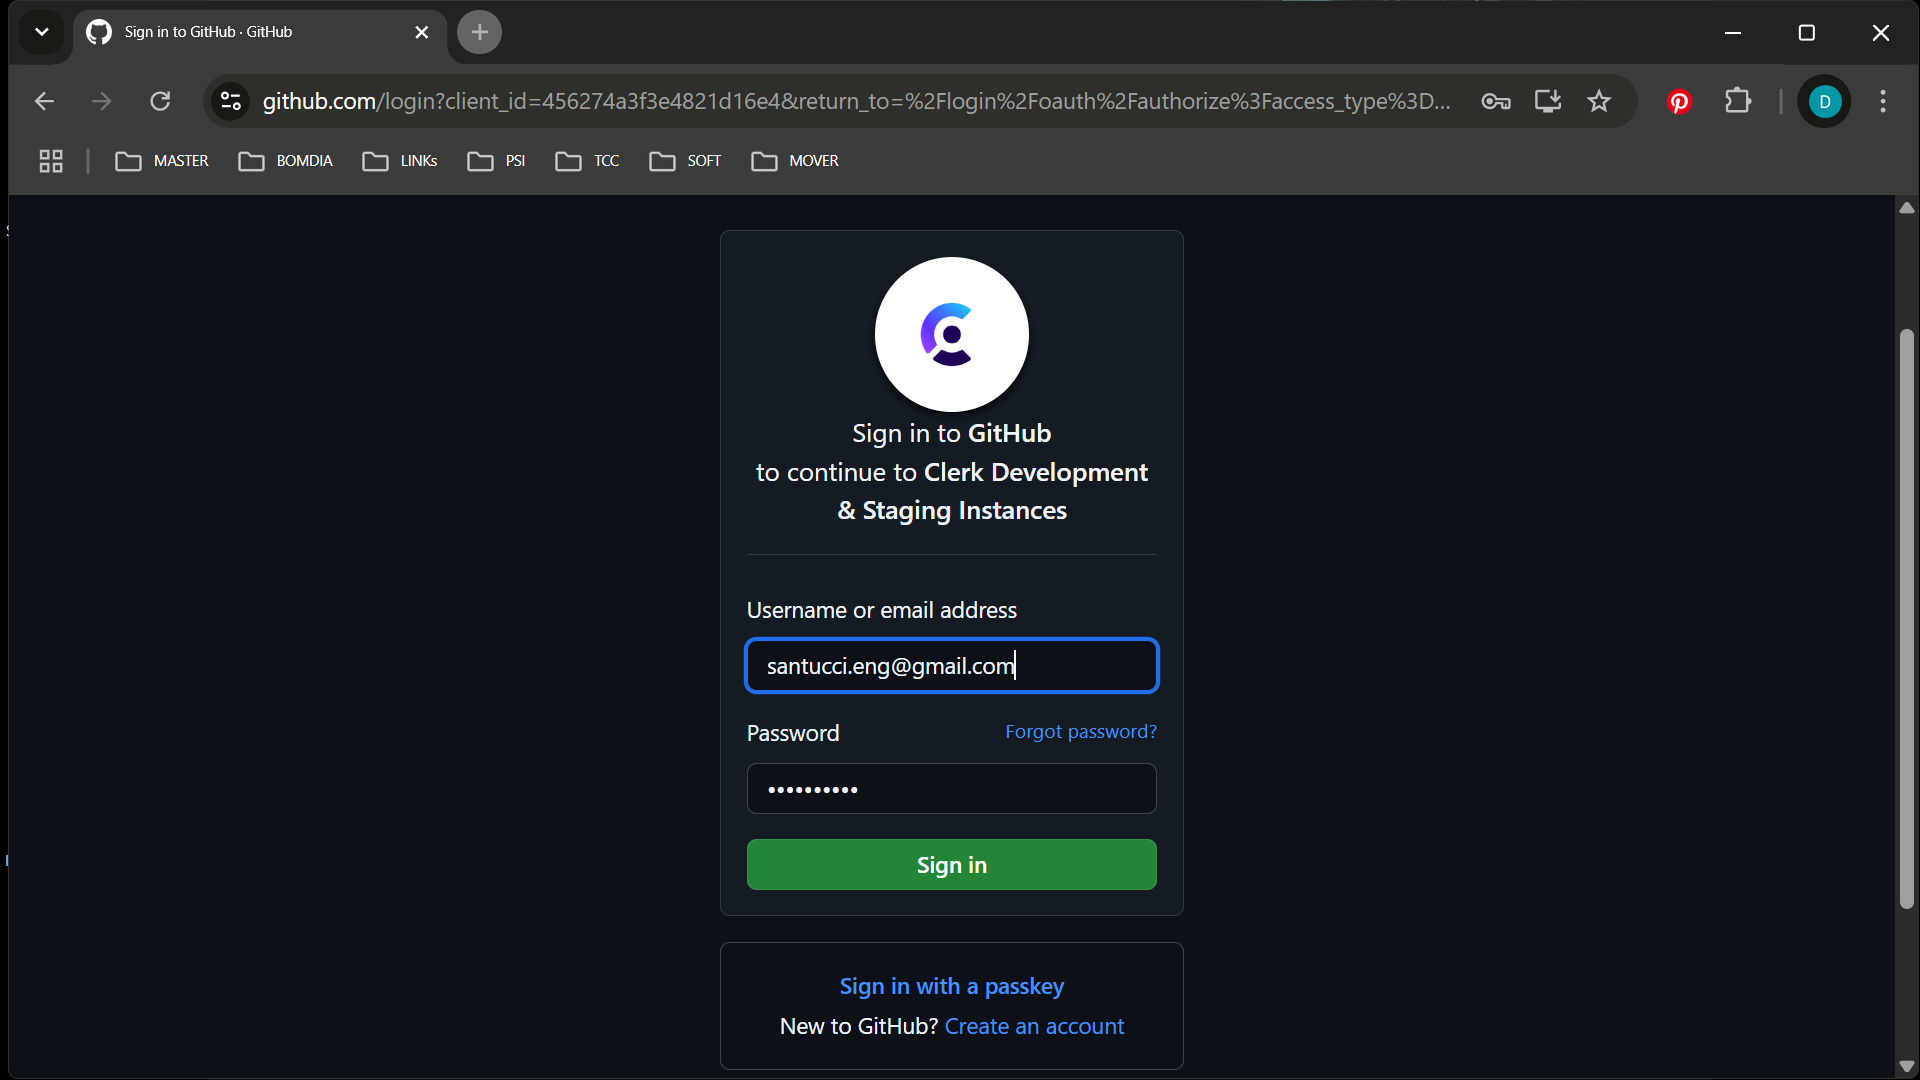 Sign in to GitHub · GitHub
github.com/login?client_id=456274a3f3e4821d16e4&return_to=%2Flogin%2Foauth%2Fauthorize%3Faccess_type%3D...
D
MASTER BOMDIA LINKs PSI TCC SOFT MOVER
Sign in to GitHub
to continue to Clerk Development
& Staging Instances
Username or email address
santucci.eng@gmail.com
Password Forgot password?
Sign in
Sign in with a passkey
New to GitHub? Create an account